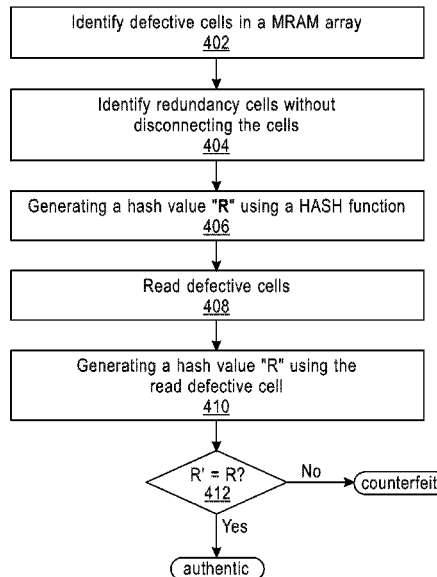 Identify defective cells in a MRAM array
402
Identify redundancy cells without
disconnecting the cells
404
Generating a hash value "R" using a HASH function
406
Read defective cells
408
Generating a hash value "R" using the
read defective cell
410
R' = R?
412
No
counterfeit
Yes
authentic